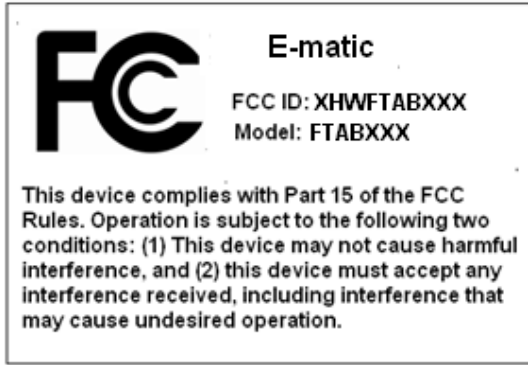 FCC
E-matic
FCC ID: XHWFTABXXX
Model: FTABXXX
This device complies with Part 15 of the FCC
Rules. Operation is subject to the following two
conditions: (1) This device may not cause harmful
interference, and (2) this device must accept any
interference received, including interference that
may cause undesired operation.